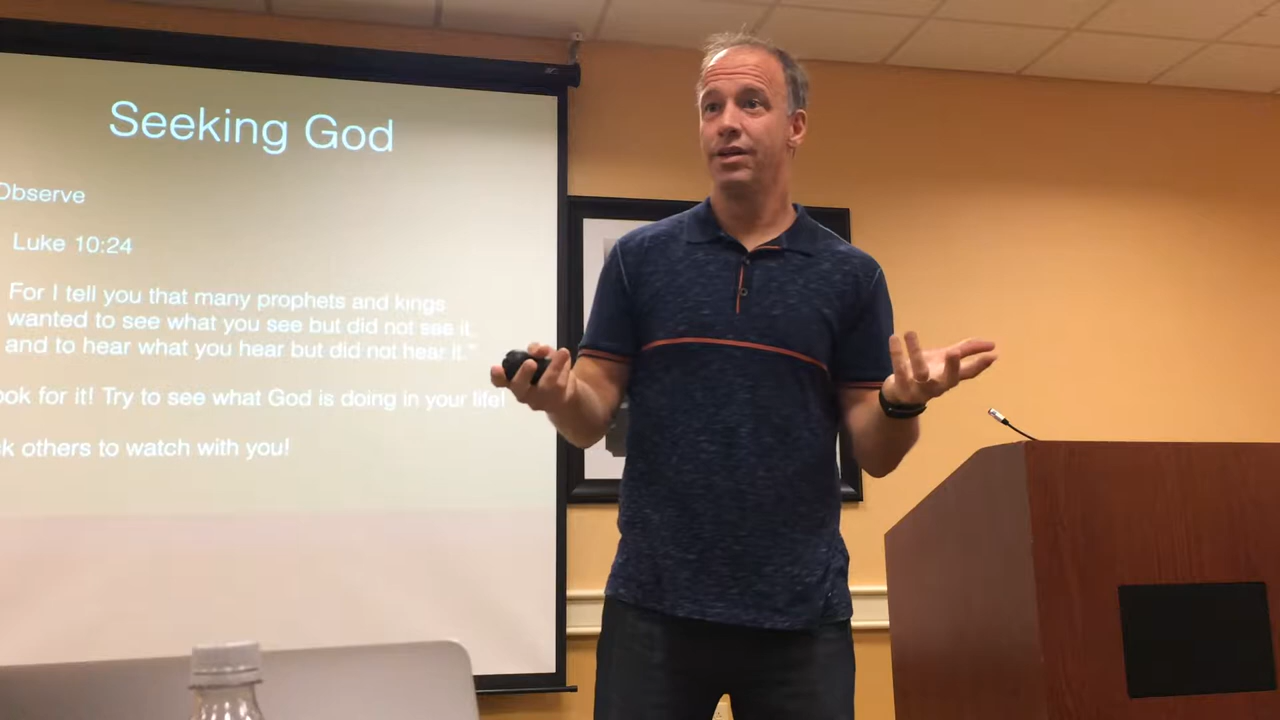 Seeking God
Observe
Luke 10:24
For I tell you that many prophets and kings
wanted to see what you see but did not see it,
and to hear what you hear but did not hear it."
for it! Try to see what God is doing in your life!
others to watch with you!